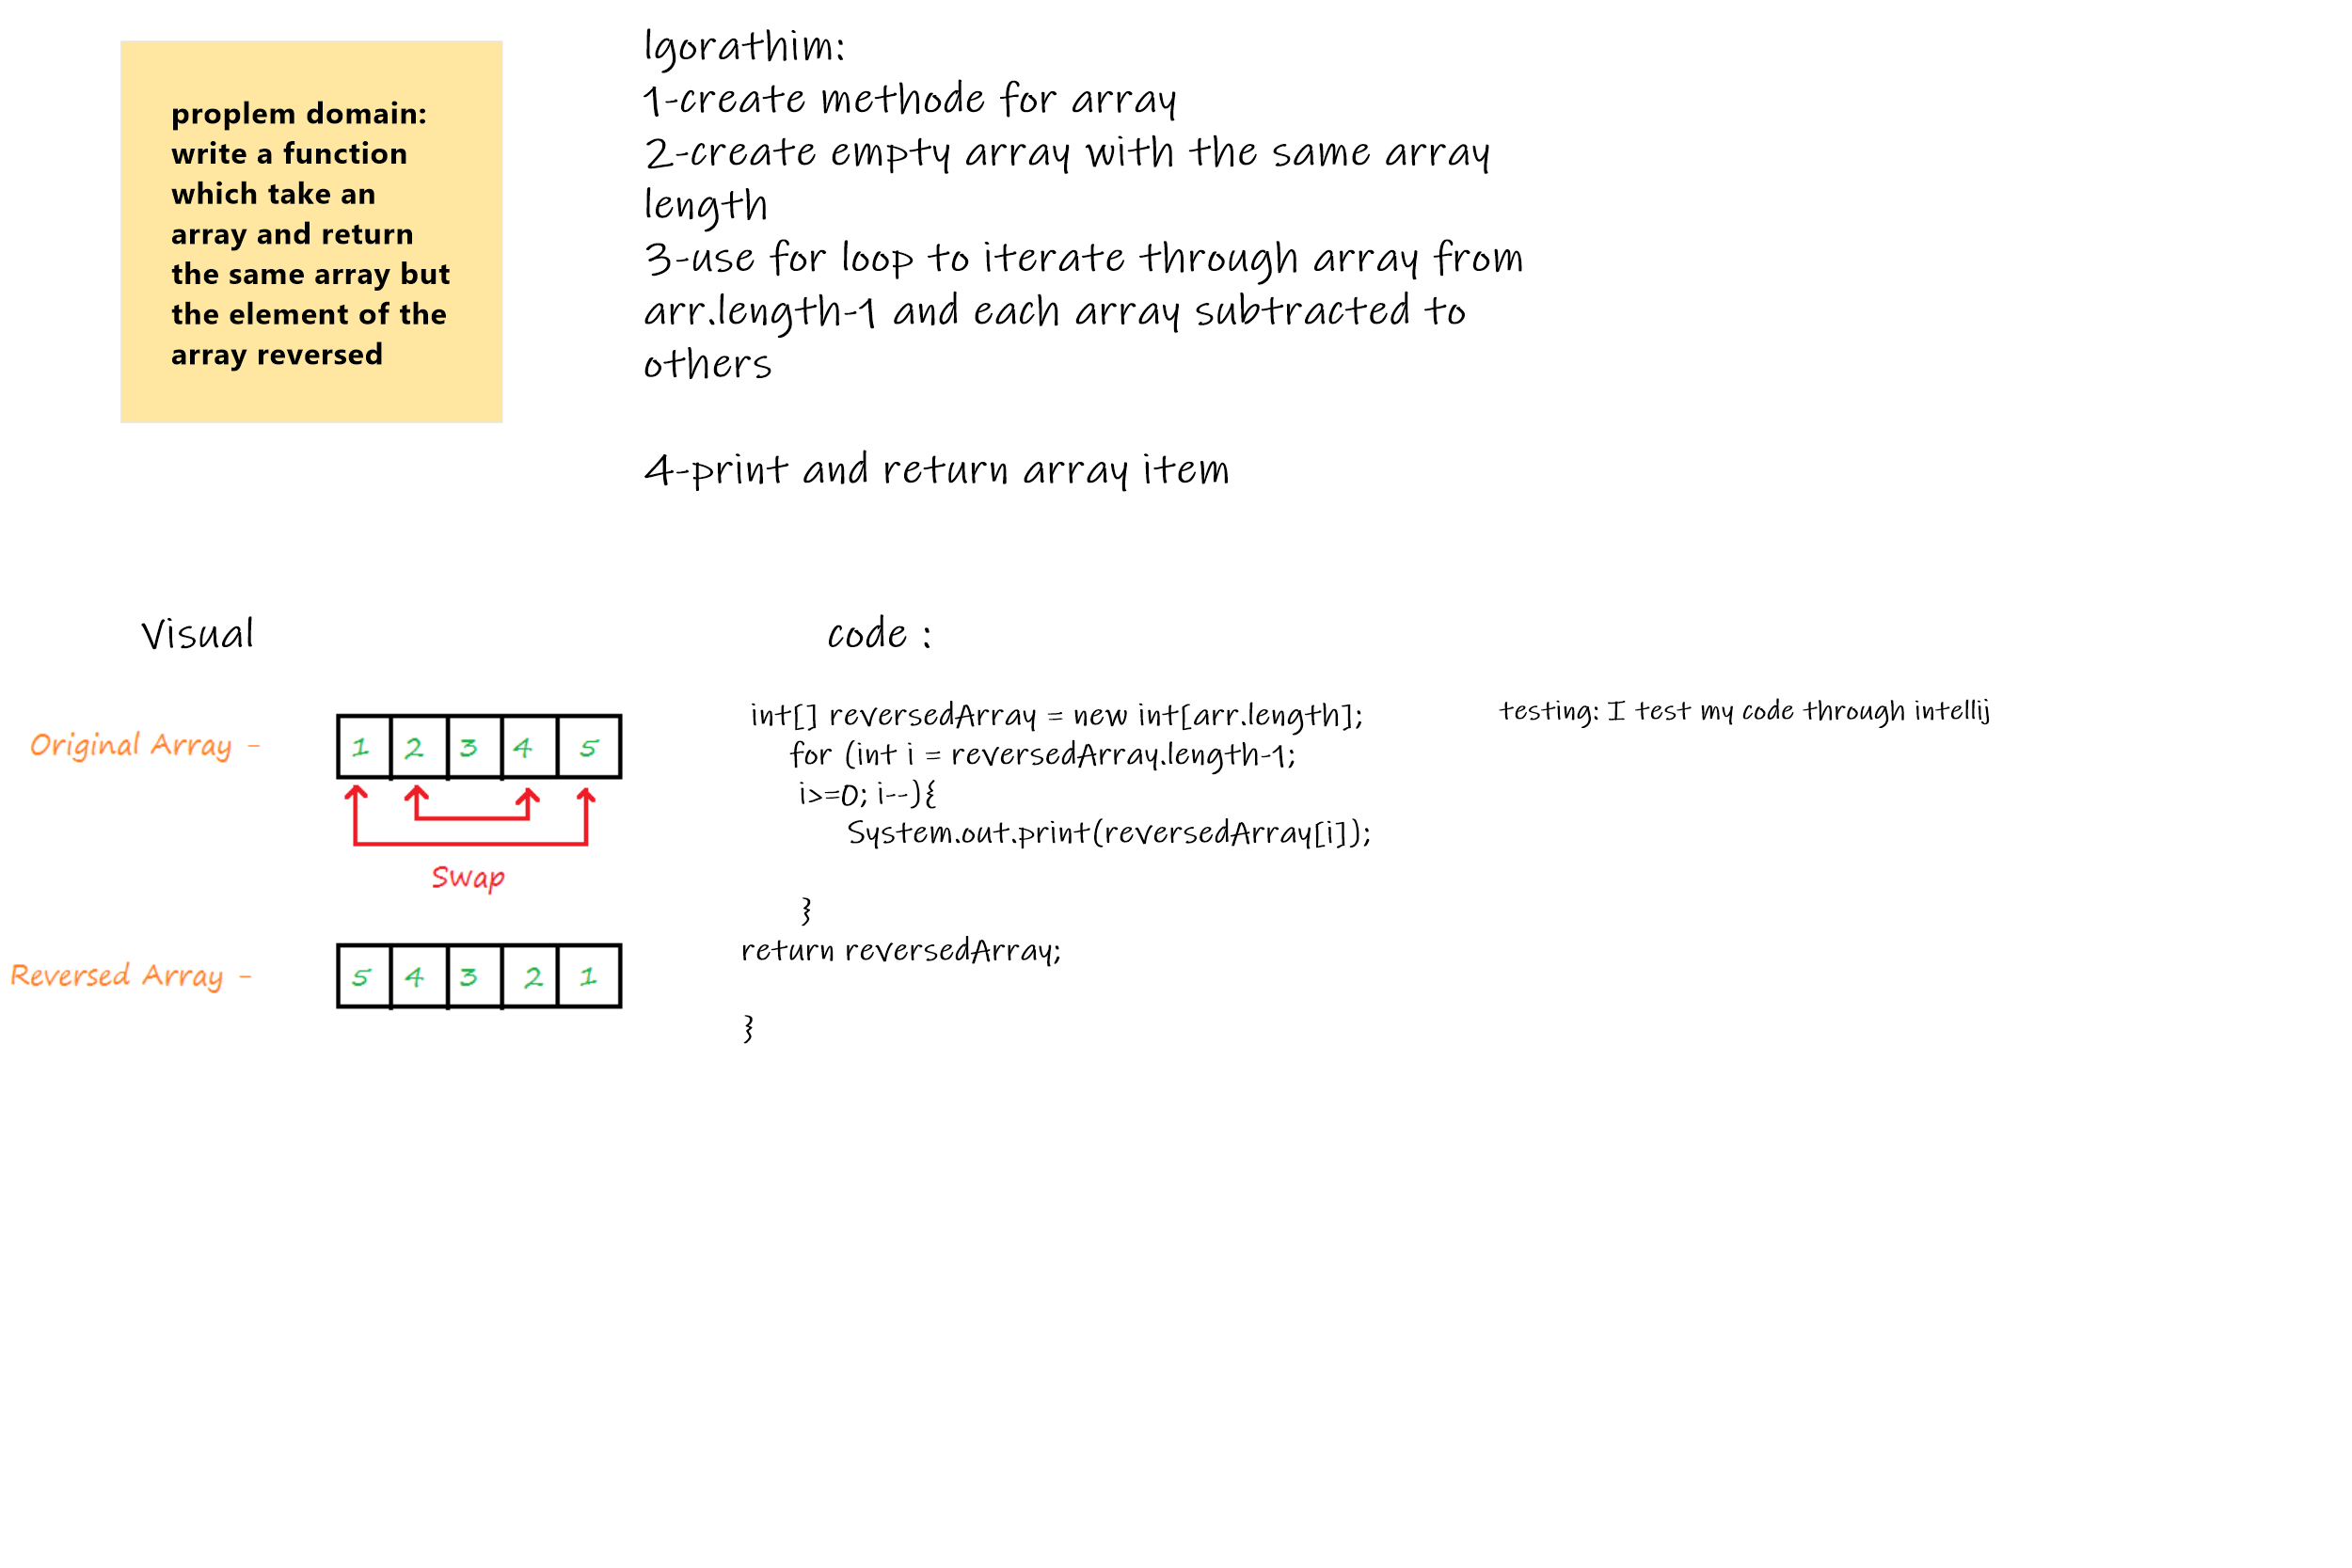 proplem domain:
write a function
which take an
array and return
the same array but
the element of the
array reversed
lgorathim:
1-create methode for array
2-create empty array with the same array
length
3-use for loop to iterate through array from
arr.length-1 and each array subtracted to
others
4-print and return array item
Visual
Original Array -
1 2 3 4 5
Swap
Reversed Array -
5 4 3 2 1
code :
int[] reversedArray = new int[arr.length];
for (int i = reversedArray.length-1;
i>=0; i--){
System.out.print(reversedArray[i]);
}
return reversedArray;
}
testing: I test my code through intellij